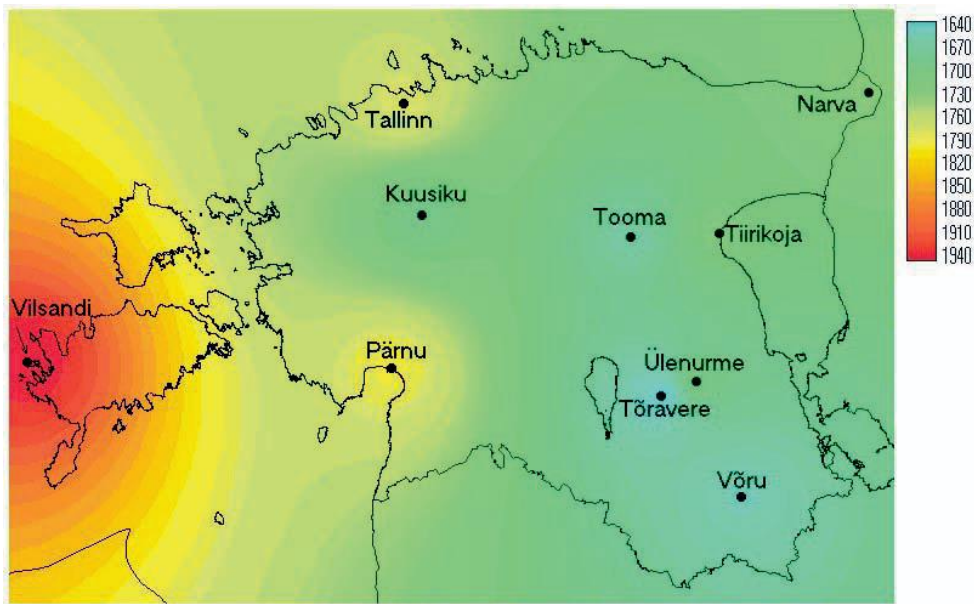 Tallinn
Narva
Kuusiku
Tooma
Tiirikoja
Vilsandi
Pärnu
Ülenurme
Tõravere
Võru
1640
1670
1700
1730
1760
1790
1820
1850
1880
1910
1940